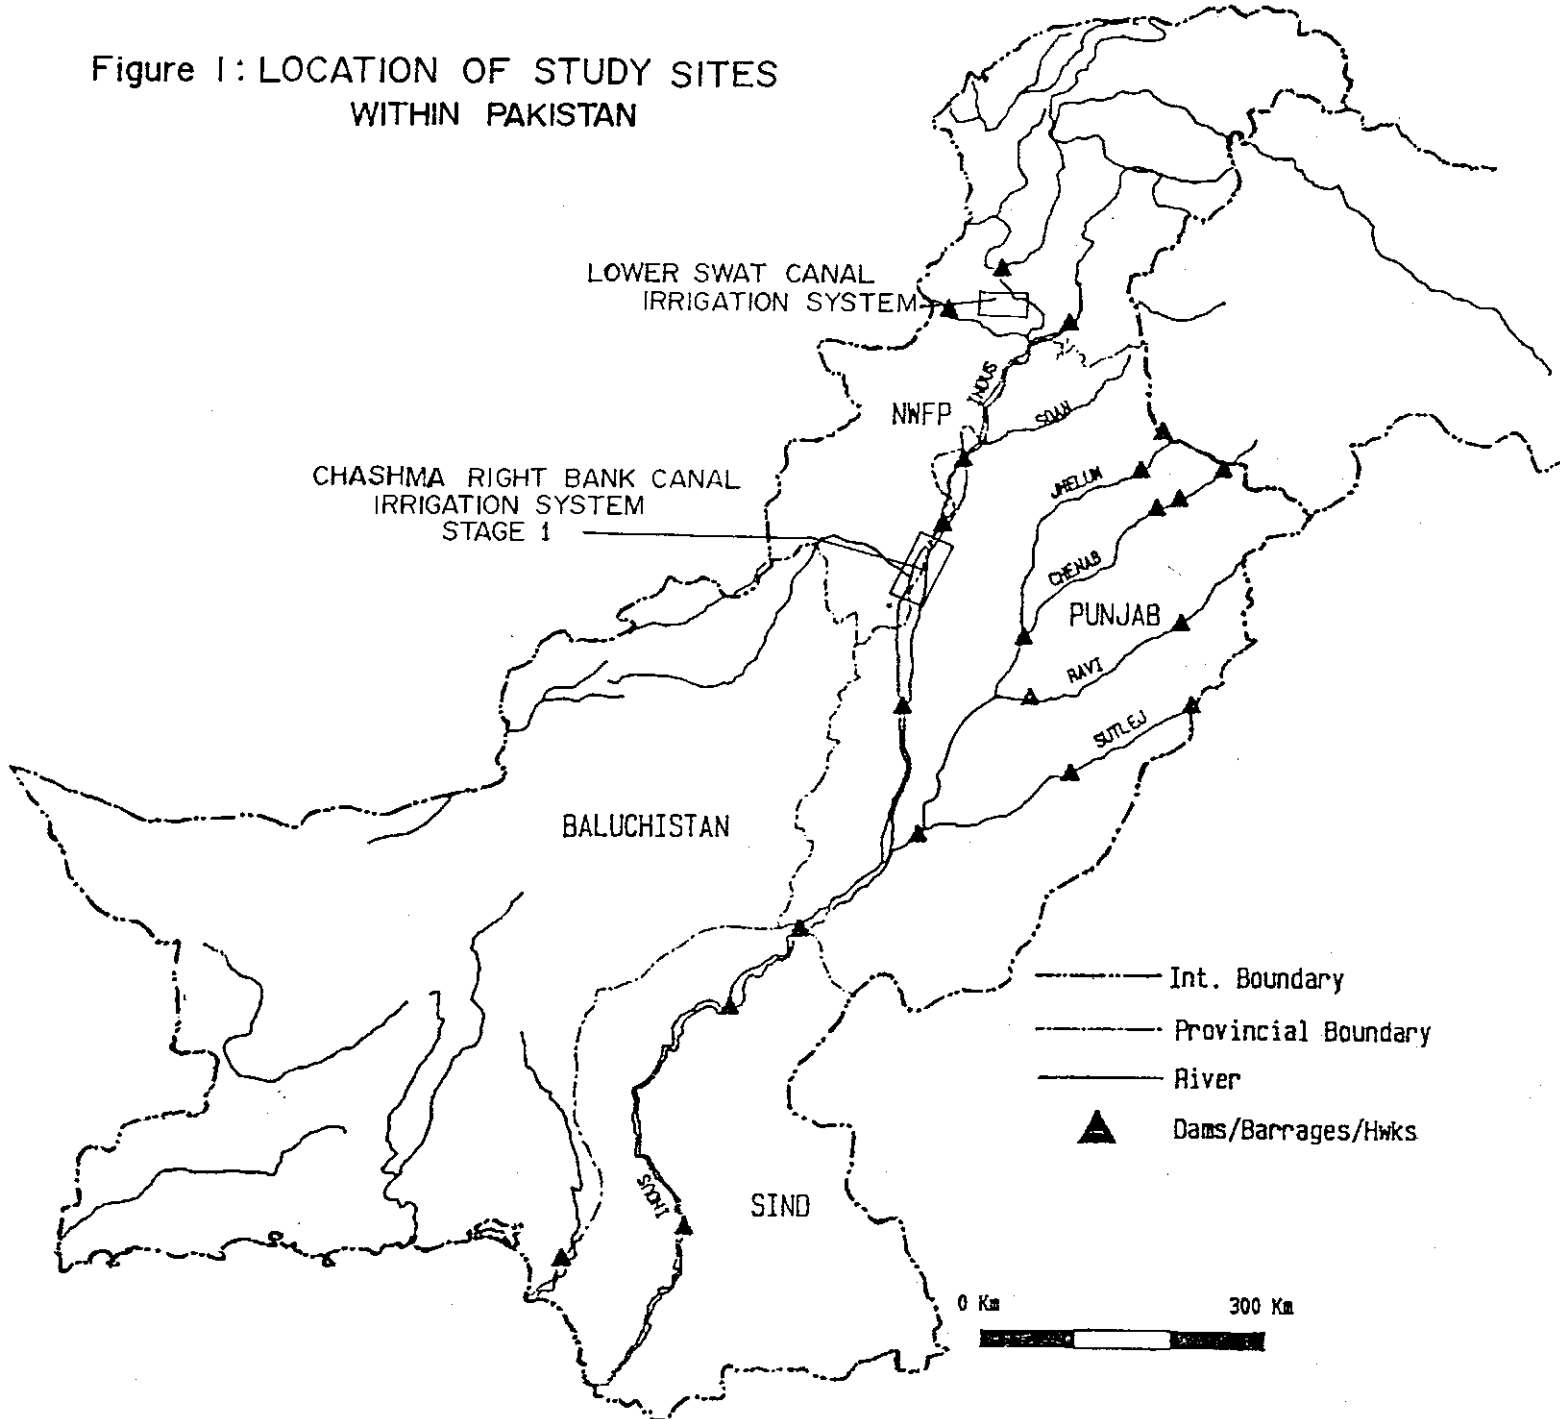 Figure 1: LOCATION OF STUDY SITES
WITHIN PAKISTAN
LOWER SWAT CANAL
IRRIGATION SYSTEM
INDUS
NWFP
SOAN
CHASHMA RIGHT BANK CANAL
IRRIGATION SYSTEM
STAGE 1
JHELUM
CHENAB
PUNJAB
RAVI
SUTLEJ
BALUCHISTAN
Int. Boundary
Provincial Boundary
River
Dams/Barrages/Hwks
INDUS
SIND
0 Km
300 Km